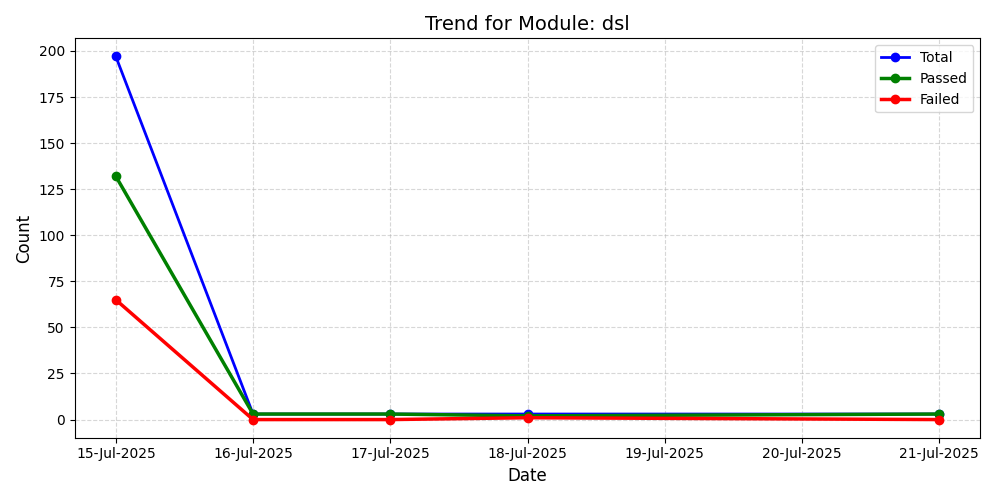 Trend for Module: dsl
Total
Passed
Failed
200
175
150
125
100
75
50
25
0
Count
15-Jul-2025 16-Jul-2025 17-Jul-2025 18-Jul-2025 19-Jul-2025 20-Jul-2025 21-Jul-2025
Date